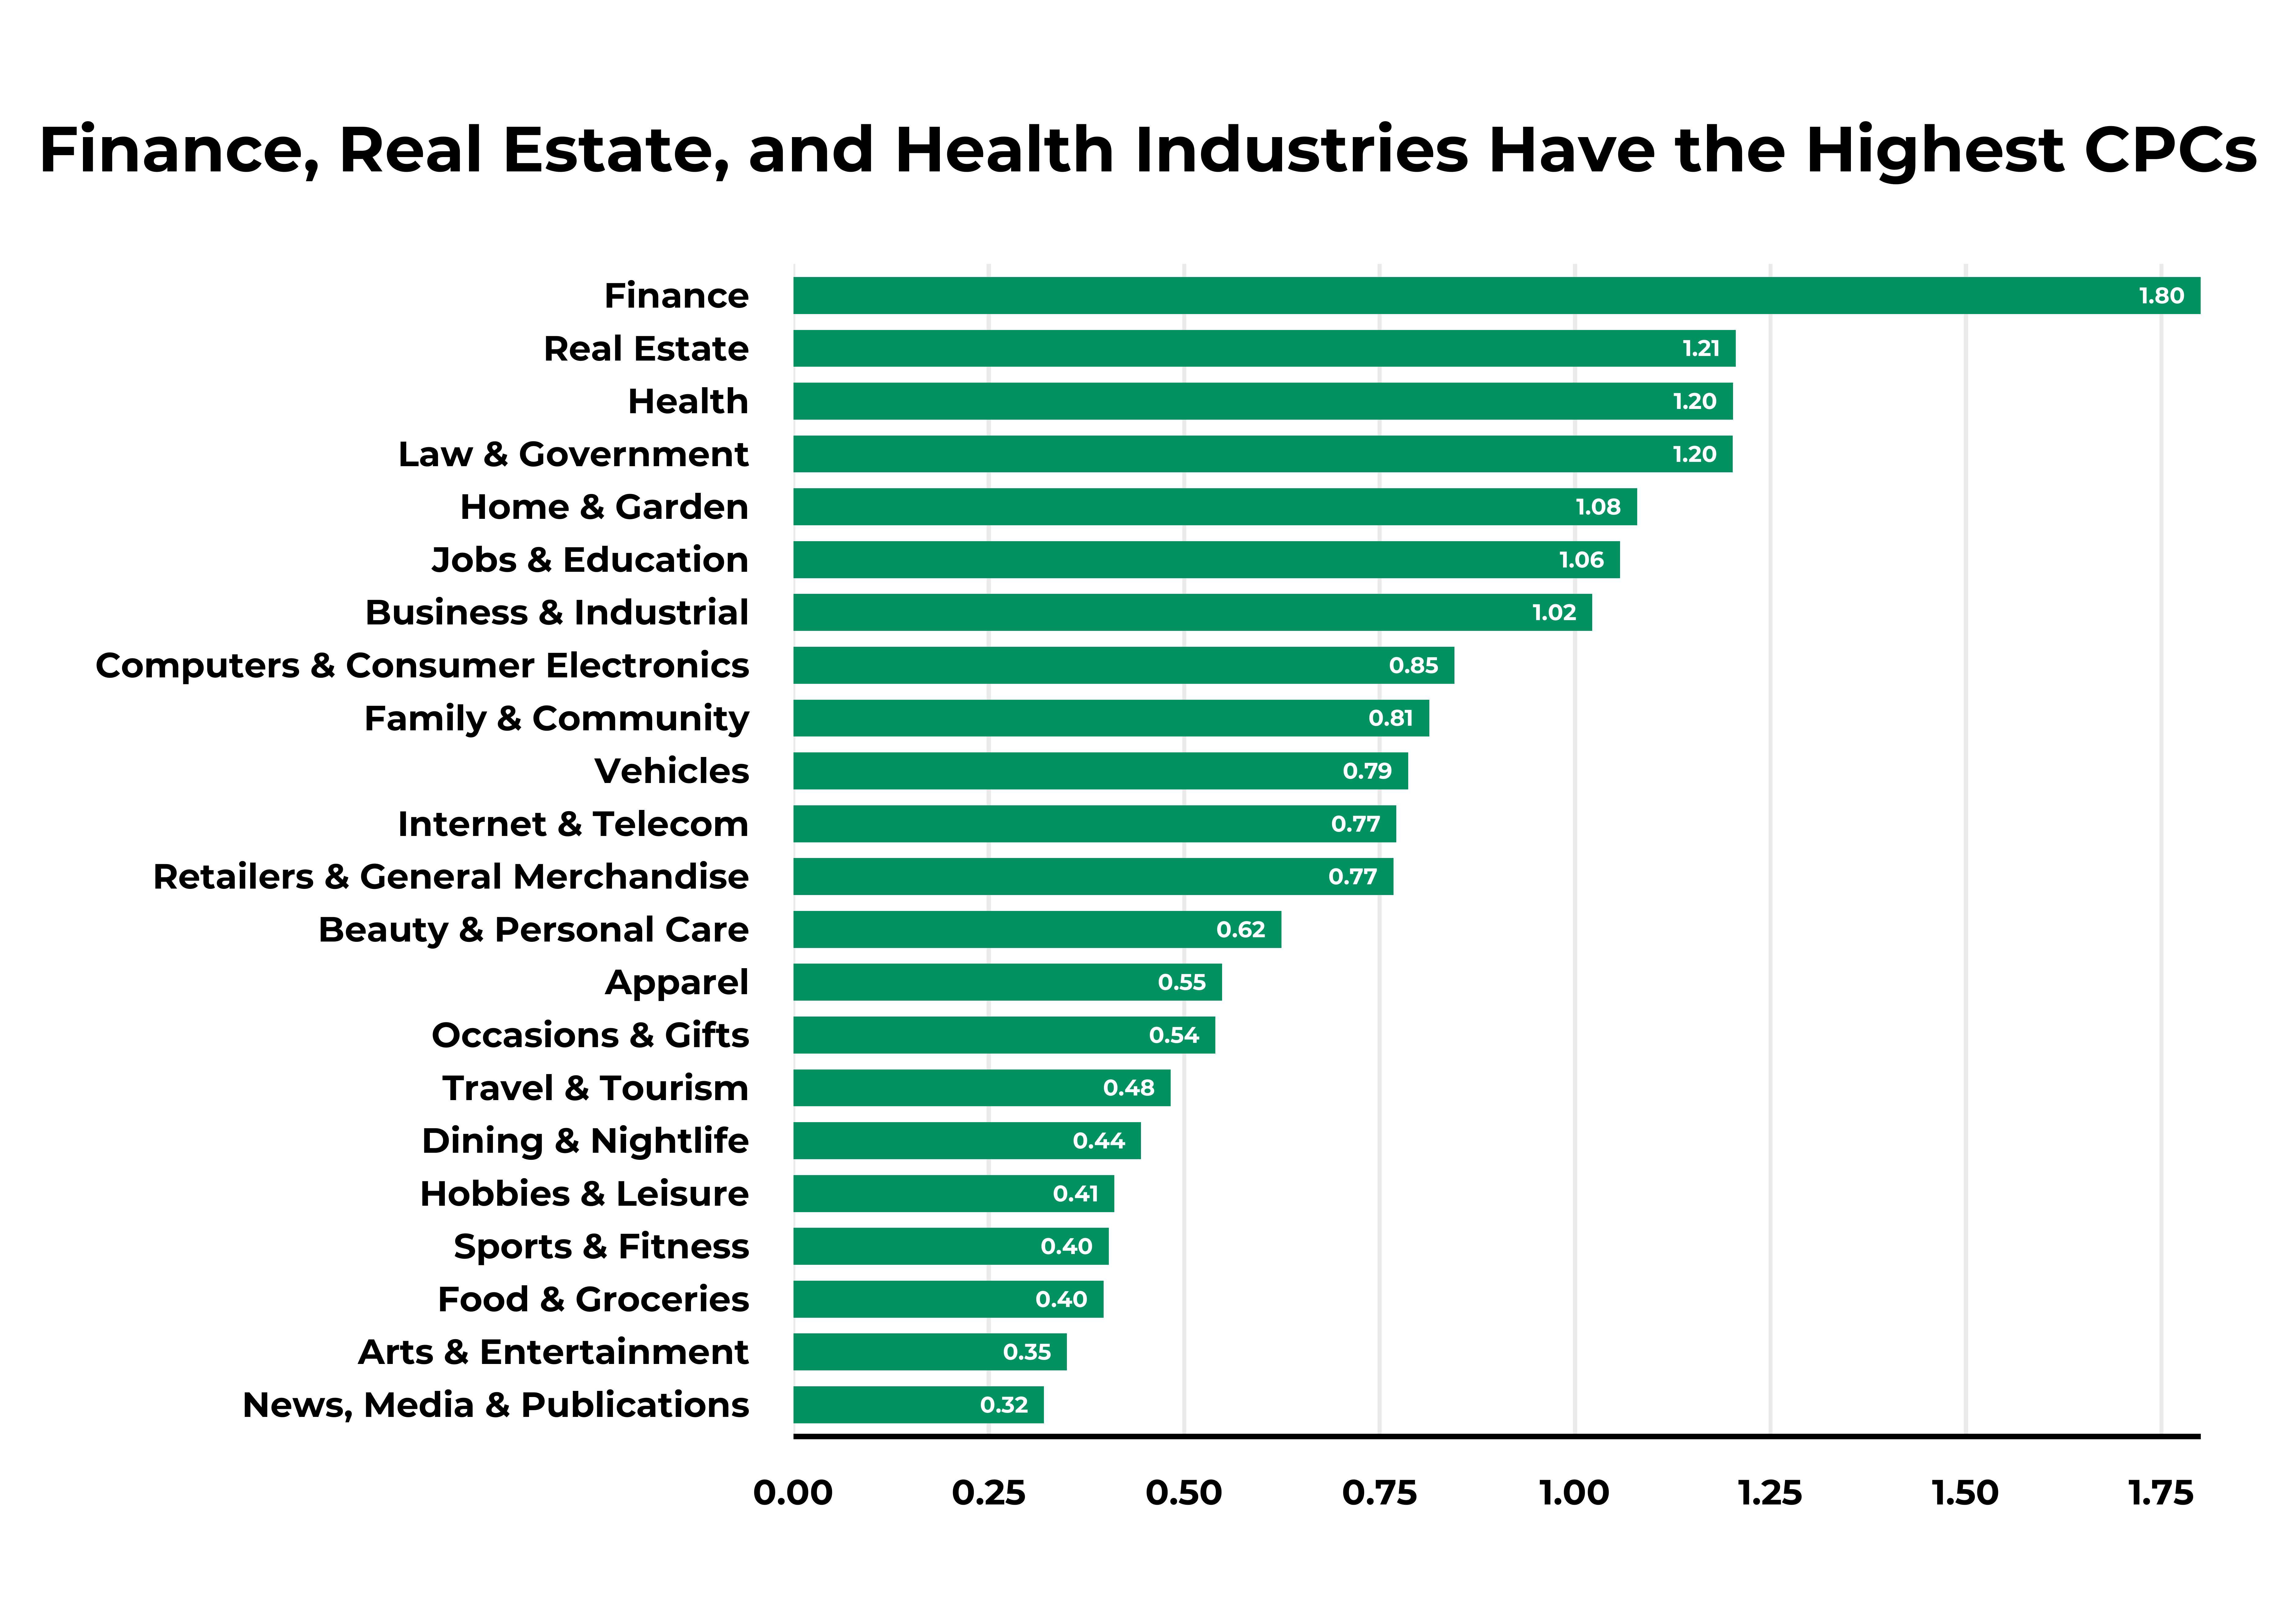 Finance, Real Estate, and Health Industries Have the Highest CPCs
Finance 1.80
Real Estate 1.21
Health 1.20
Law & Government 1.20
Home & Garden 1.08
Jobs & Education 1.06
Business & Industrial 1.02
Computers & Consumer Electronics 0.85
Family & Community 0.81
Vehicles 0.79
Internet & Telecom 0.77
Retailers & General Merchandise 0.77
Beauty & Personal Care 0.62
Apparel 0.55
Occasions & Gifts 0.54
Travel & Tourism 0.48
Dining & Nightlife 0.44
Hobbies & Leisure 0.41
Sports & Fitness 0.40
Food & Groceries 0.40
Arts & Entertainment 0.35
News, Media & Publications 0.32
0.00 0.25 0.50 0.75 1.00 1.25 1.50 1.75